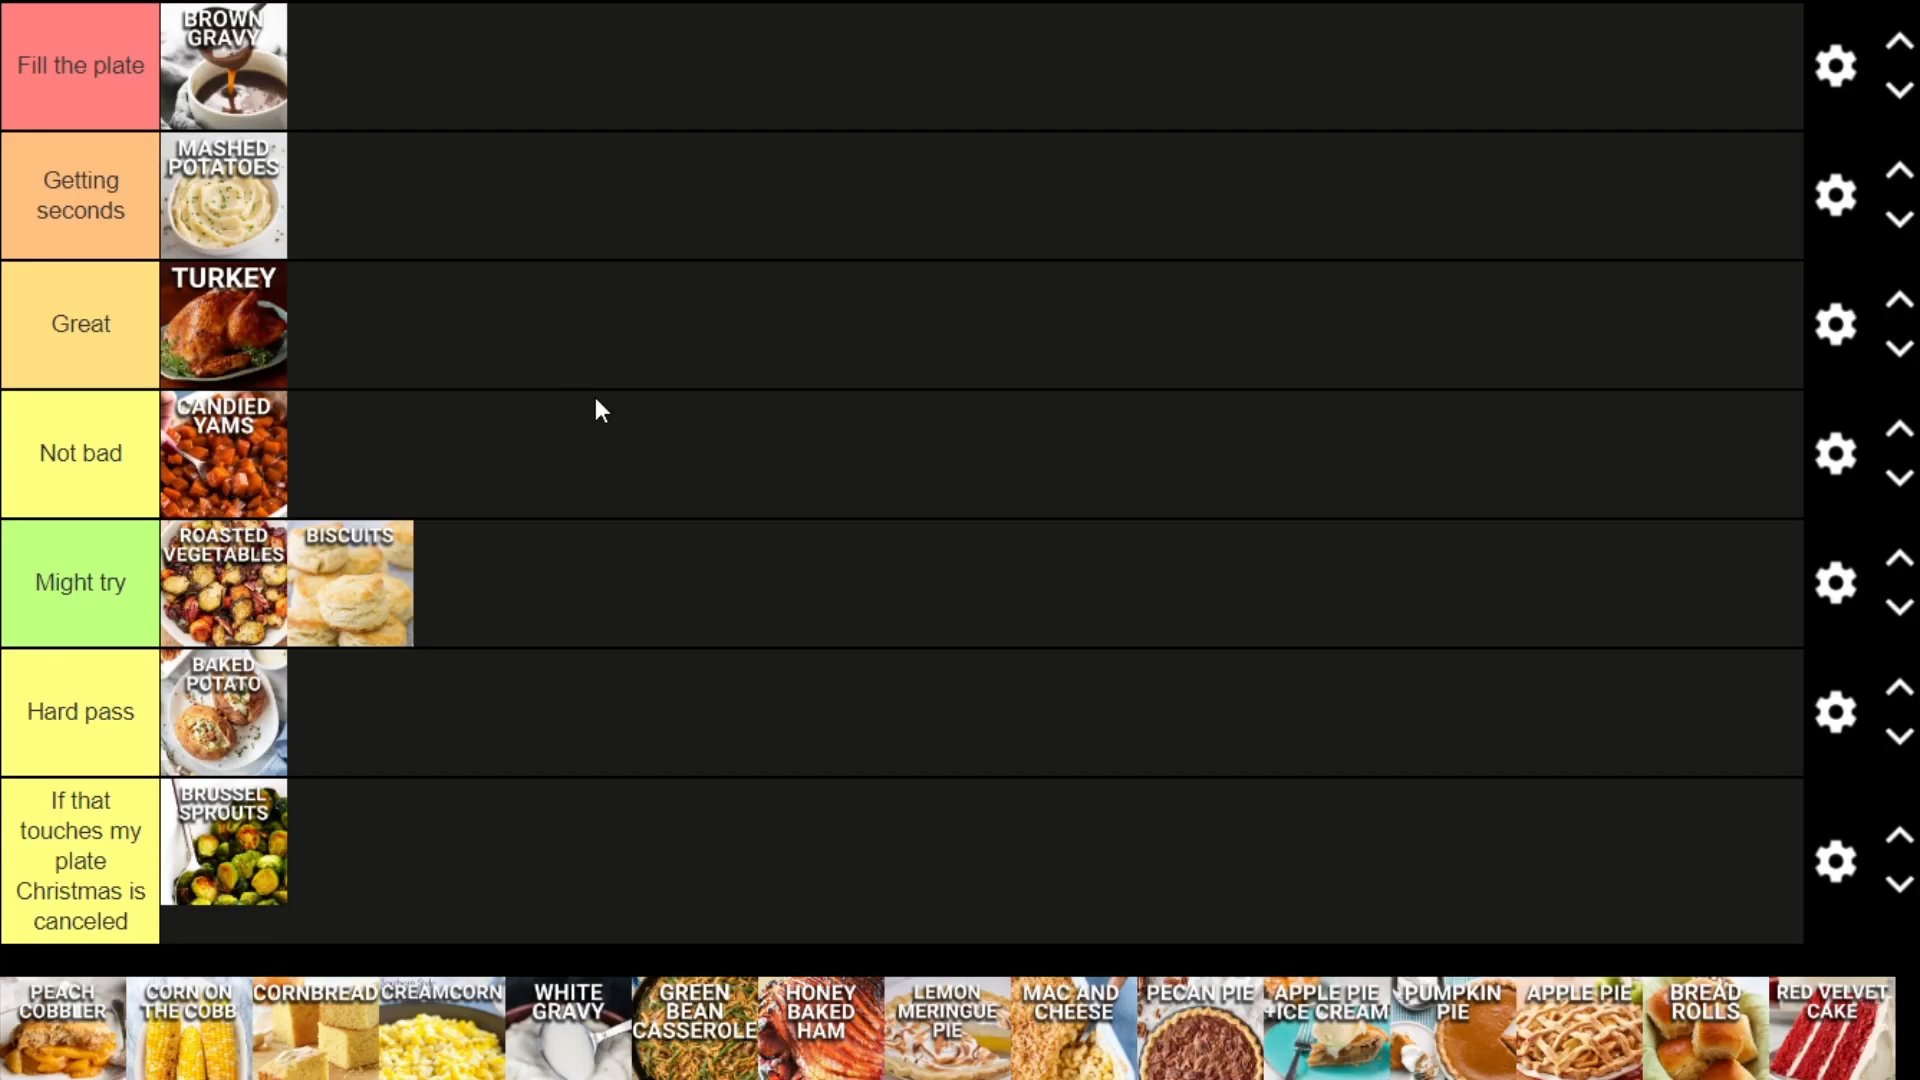 Fill the plate
BROWN
GRAVY
Getting
seconds
MASHED
POTATOES
Great
TURKEY
Not bad
CANDIED
YAMS
Might try
ROASTED
VEGETABLES
BISCUITS
Hard pass
BAKED
POTATO
If that
touches my
plate
Christmas is
canceled
BRUSSEL
SPROUTS
PEACH
COBBLER
CORN ON
THE COBB
CORNBREAD
CREAMCORN
WHITE
GRAVY
GREEN
BEAN
CASSEROLE
HONEY
BAKED
HAM
LEMON
MERINGUE
PIE
MAC AND
CHEESE
PECAN PIE
APPLE PIE
+ICE CREAM
PUMPKIN
PIE
APPLE PIE
BREAD
ROLLS
RED VELVET
CAKE